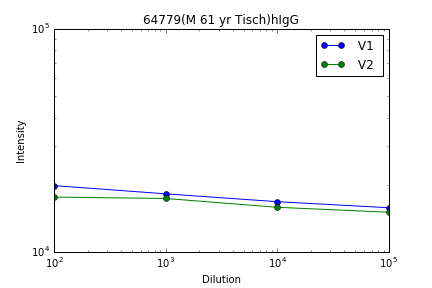 64779(M 61 yr Tisch)hIgG
10^5
V1
V2
Intensity
10^4
10^2 10^3 10^4 10^5
Dilution